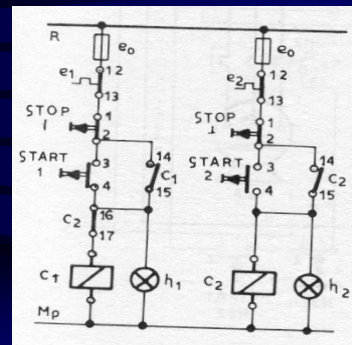 R
e₀ e₀
e₁ 12 e₂ 12
13 13
STOP 1 STOP 1
1 2 ⊥ 2
START 3 14 START 3 14
1 4 C₁ 2 4 C₂
15 15
C₂ 16
17
C₁ h₁ C₂ h₂
Mp